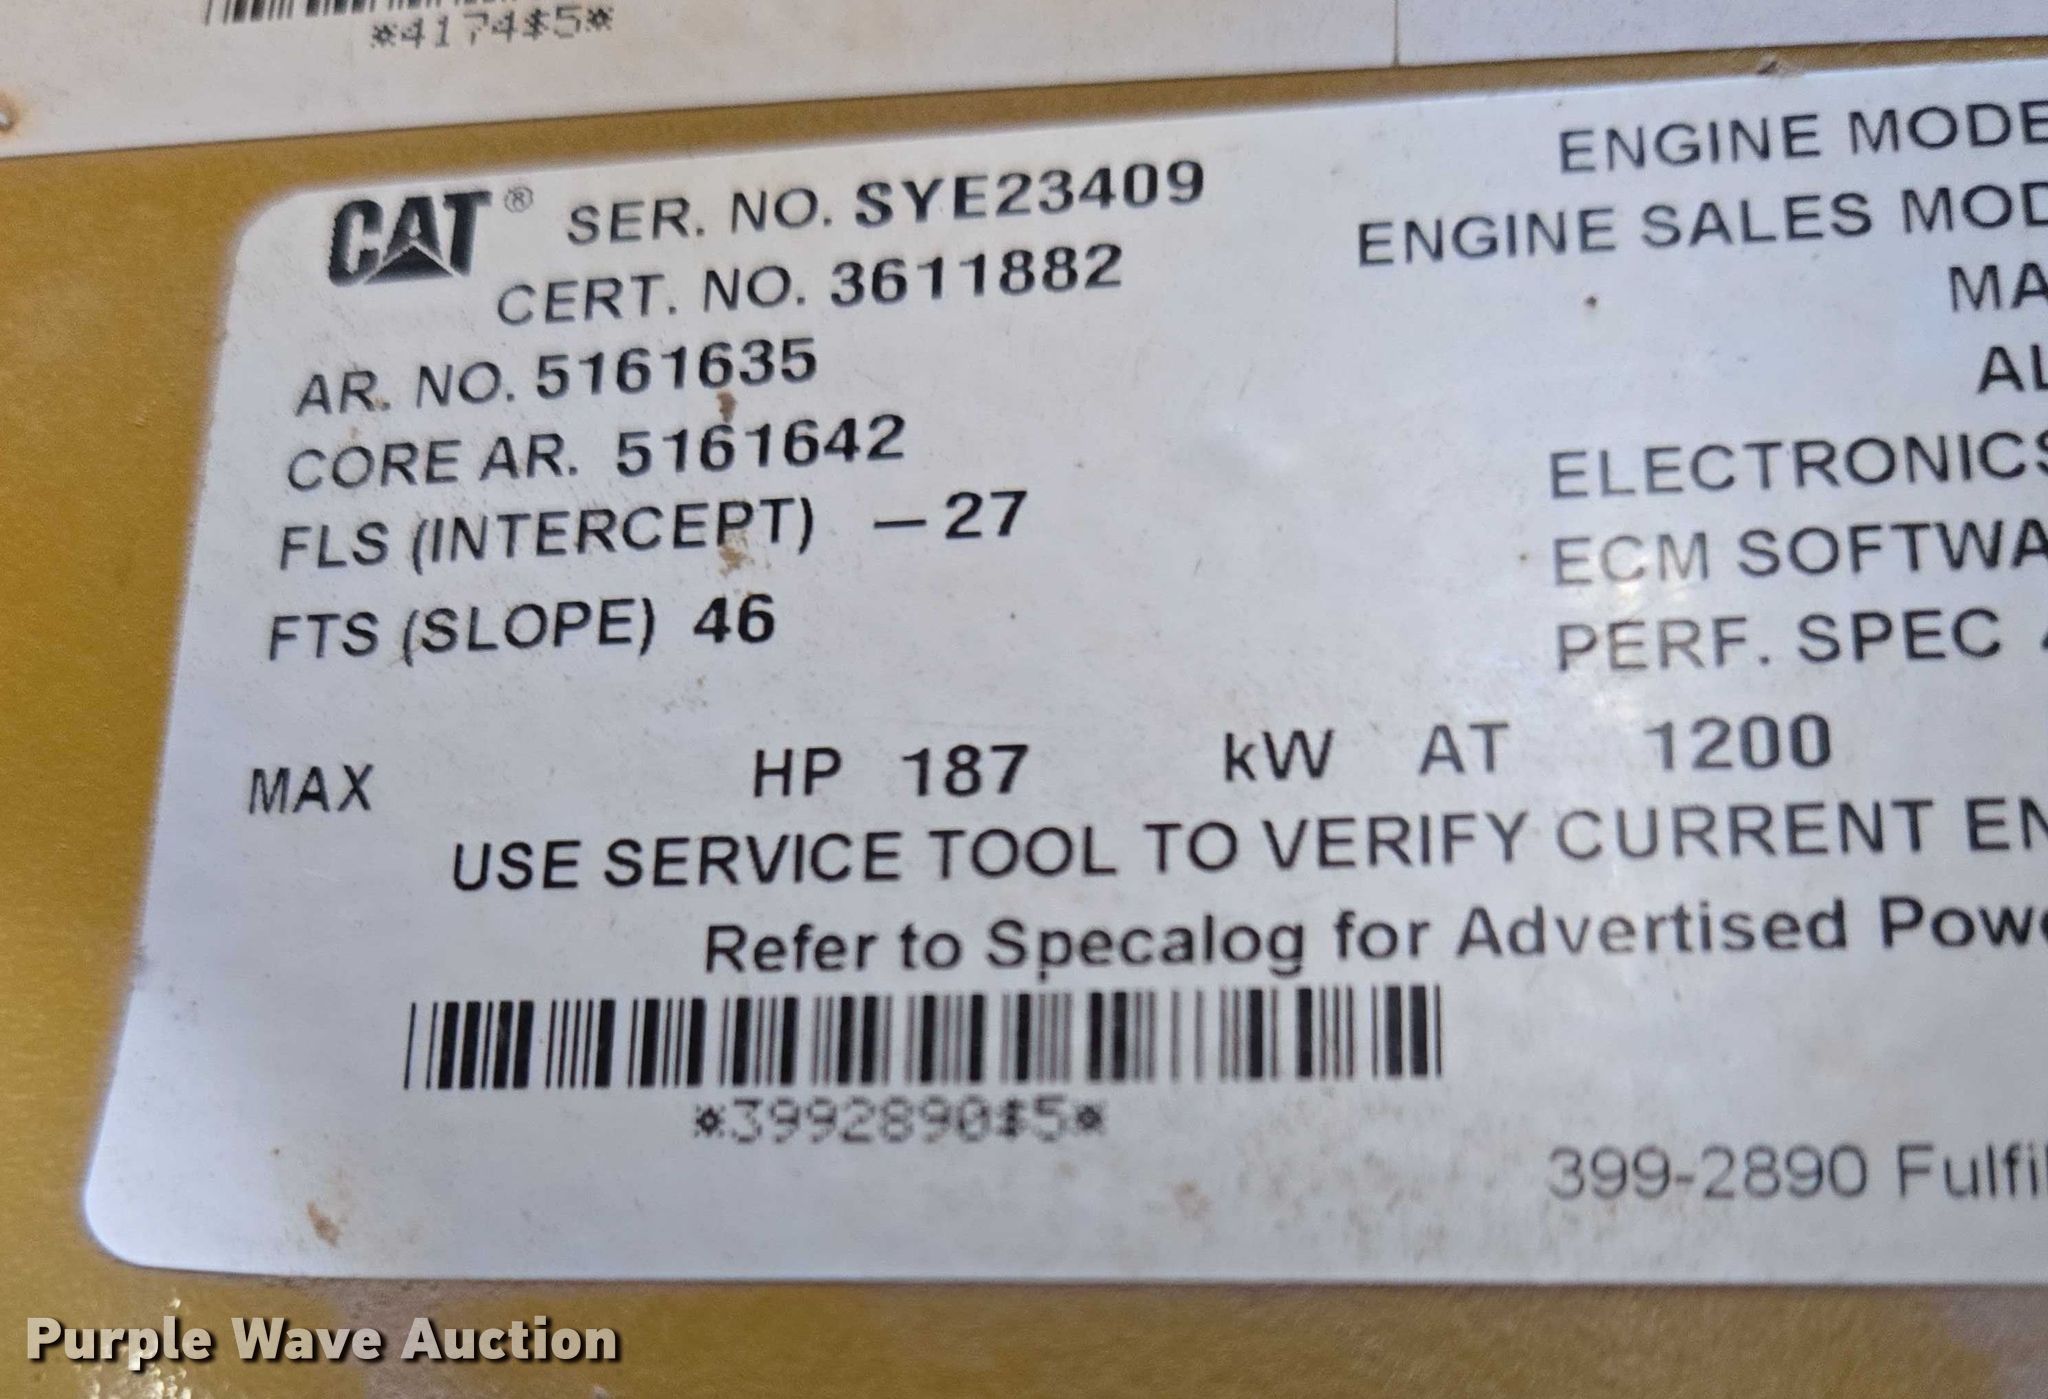 *4174$5*
CAT® SER. NO. SYE23409
CERT. NO. 3611882
AR. NO. 5161635
CORE AR. 5161642
FLS (INTERCEPT) —27
FTS (SLOPE) 46
ENGINE MODE
ENGINE SALES MOD
MA
AL
ELECTRONICS
ECM SOFTWA
PERF. SPEC
MAX HP 187 kW AT 1200
USE SERVICE TOOL TO VERIFY CURRENT EN
Refer to Specalog for Advertised Powe
*3992890$5*
399-2890 Fulfil
Purple Wave Auction